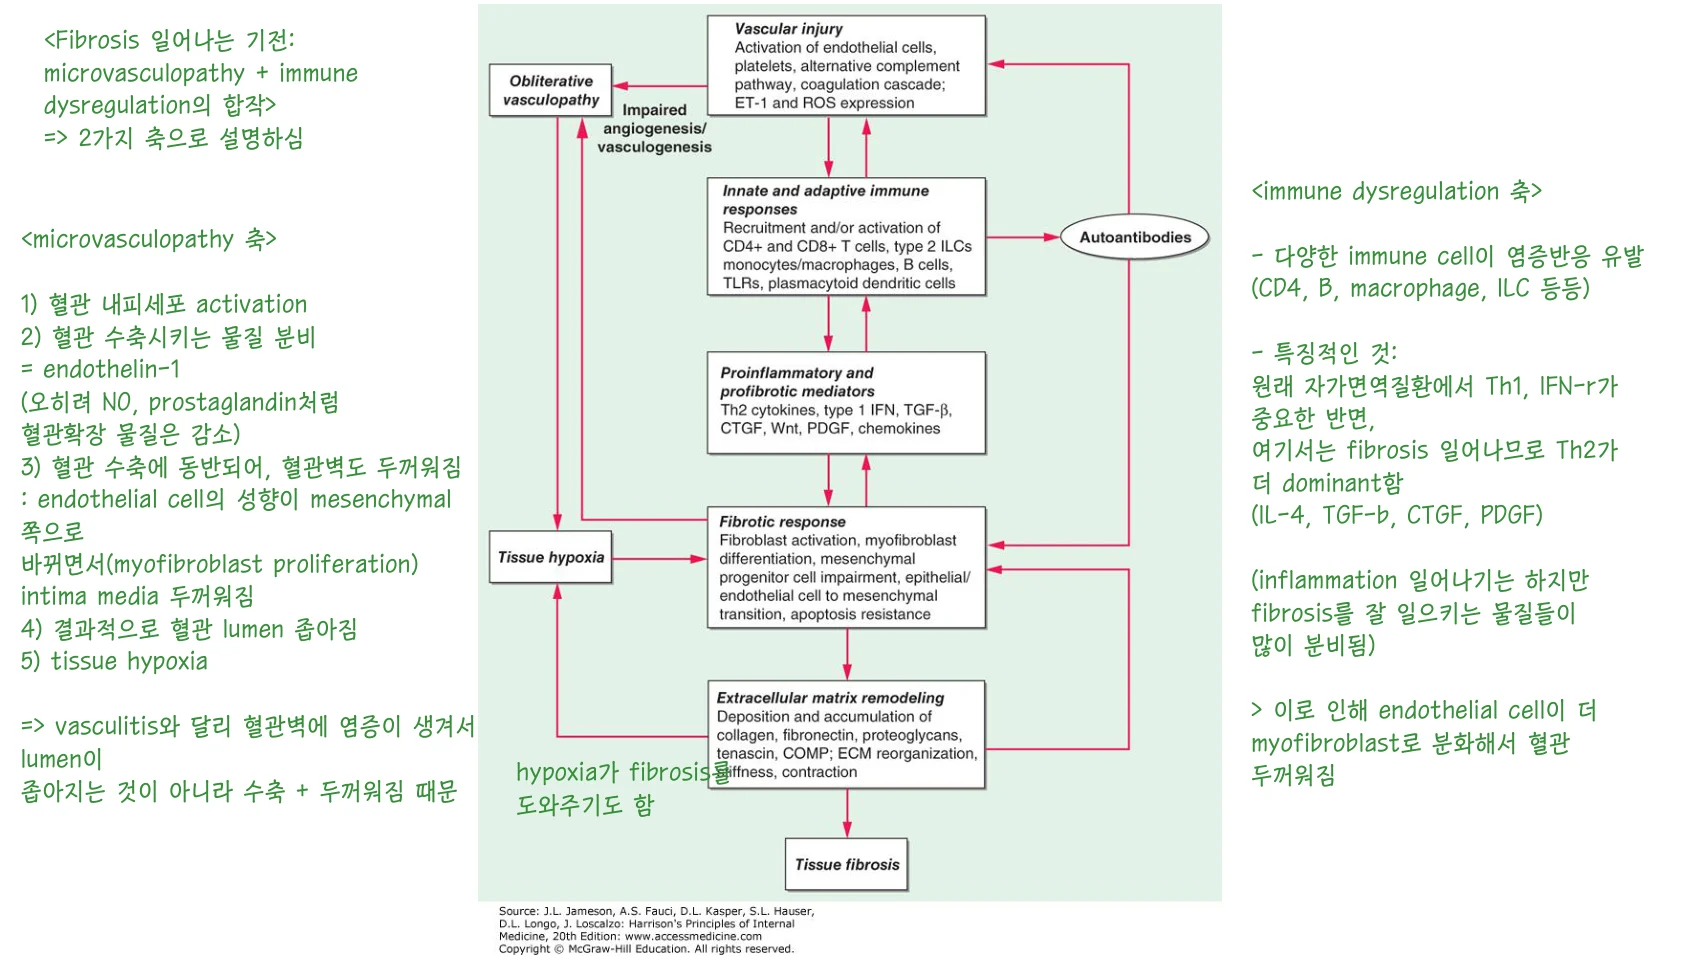 <Fibrosis 일어나는 기전:
microvasculopathy + immune
dysregulation의 합작>
=> 2가지 축으로 설명하심
<microvasculopathy 축>
1) 혈관 내피세포 activation
2) 혈관 수축시키는 물질 분비
= endothelin-1
(오히려 NO, prostaglandin처럼
혈관확장 물질은 감소)
3) 혈관 수축에 동반되어, 혈관벽도 두꺼워짐
: endothelial cell의 성향이 mesenchymal
쪽으로
바뀌면서(myofibroblast proliferation)
intima media 두꺼워짐
4) 결과적으로 혈관 lumen 좁아짐
5) tissue hypoxia
=> vasculitis와 달리 혈관벽에 염증이 생겨서
lumen이
좁아지는 것이 아니라 수축 + 두꺼워짐 때문
Vascular injury
Activation of endothelial cells,
platelets, alternative complement
pathway, coagulation cascade;
ET-1 and ROS expression
Obliterative
vasculopathy
Impaired
angiogenesis/
vasculogenesis
Innate and adaptive immune
responses
Recruitment and/or activation of
CD4+ and CD8+ T cells, type 2 ILCs
monocytes/macrophages, B cells,
TLRs, plasmacytoid dendritic cells
Autoantibodies
Proinflammatory and
profibrotic mediators
Th2 cytokines, type 1 IFN, TGF-β,
CTGF, Wnt, PDGF, chemokines
Fibrotic response
Fibroblast activation, myofibroblast
differentiation, mesenchymal
progenitor cell impairment, epithelial/
endothelial cell to mesenchymal
transition, apoptosis resistance
Tissue hypoxia
Extracellular matrix remodeling
Deposition and accumulation of
collagen, fibronectin, proteoglycans,
tenascin, COMP; ECM reorganization,
stiffness, contraction
hypoxia가 fibrosis를
도와주기도 함
Tissue fibrosis
Source: J.L. Jameson, A.S. Fauci, D.L. Kasper, S.L. Hauser,
D.L. Longo, J. Loscalzo: Harrison's Principles of Internal
Medicine, 20th Edition: www.accessmedicine.com
Copyright © McGraw-Hill Education. All rights reserved.
<immune dysregulation 축>
- 다양한 immune cell이 염증반응 유발
(CD4, B, macrophage, ILC 등등)
- 특징적인 것:
원래 자가면역질환에서 Th1, IFN-r가
중요한 반면,
여기서는 fibrosis 일어나므로 Th2가
더 dominant함
(IL-4, TGF-b, CTGF, PDGF)
(inflammation 일어나기는 하지만
fibrosis를 잘 일으키는 물질들이
많이 분비됨)
> 이로 인해 endothelial cell이 더
myofibroblast로 분화해서 혈관
두꺼워짐